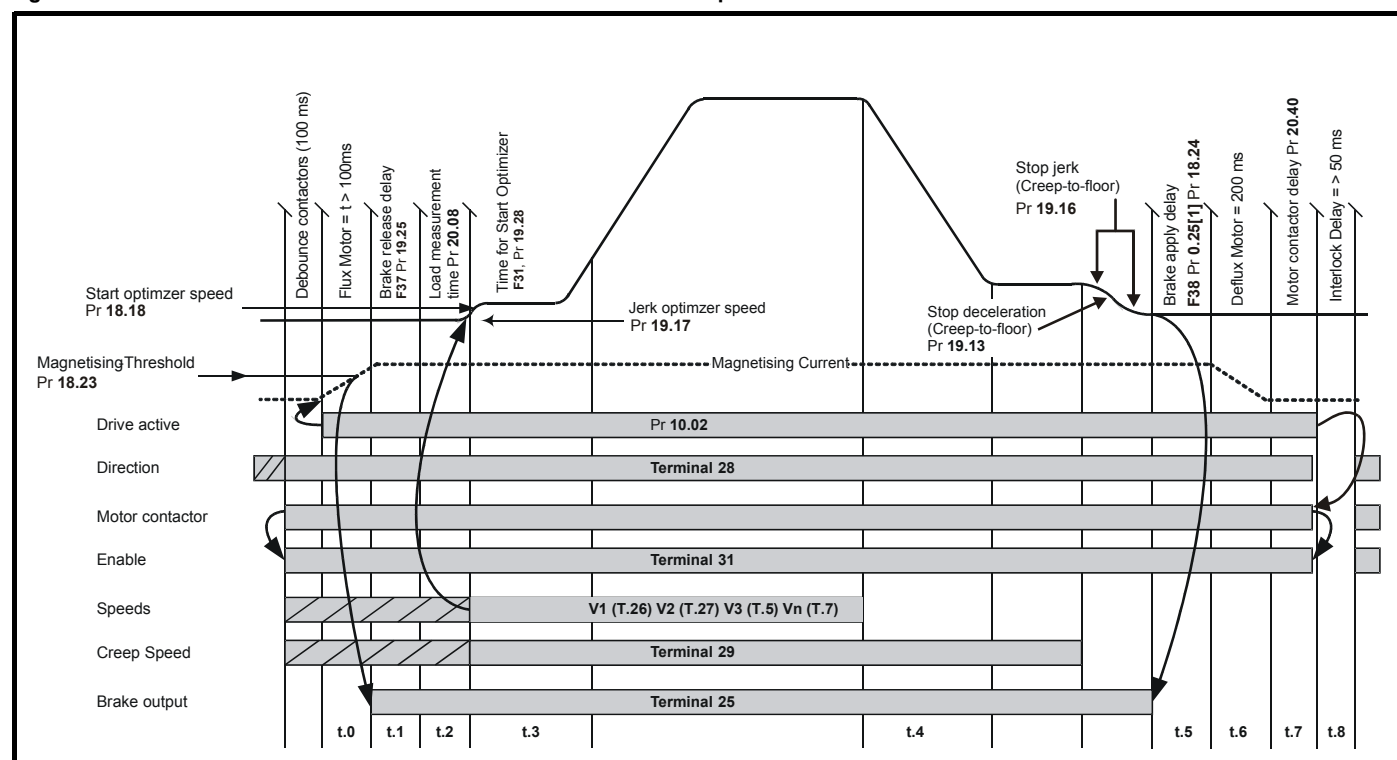 Debounce contactors (100 ms)
Flux Motor = t > 100ms
Brake release delay
F37 Pr 19.25
Load measurement
time Pr 20.08
Time for Start Optimizer
F31, Pr 19.28
Stop jerk
(Creep-to-floor)
Pr 19.16
Brake apply delay
F38 Pr 0.25[1] Pr 18.24
Deflux Motor = 200 ms
Motor contactor delay Pr 20.40
Interlock Delay = > 50 ms
Start optimzer speed
Pr 18.18
Jerk optimzer speed
Pr 19.17
Stop deceleration
(Creep-to-floor)
Pr 19.13
Magnetising Threshold
Pr 18.23
Magnetising Current
Drive active
Pr 10.02
Direction
Terminal 28
Motor contactor
Enable
Terminal 31
Speeds
V1 (T.26) V2 (T.27) V3 (T.5) Vn (T.7)
Creep Speed
Terminal 29
Brake output
Terminal 25
t.0 t.1 t.2 t.3 t.4 t.5 t.6 t.7 t.8